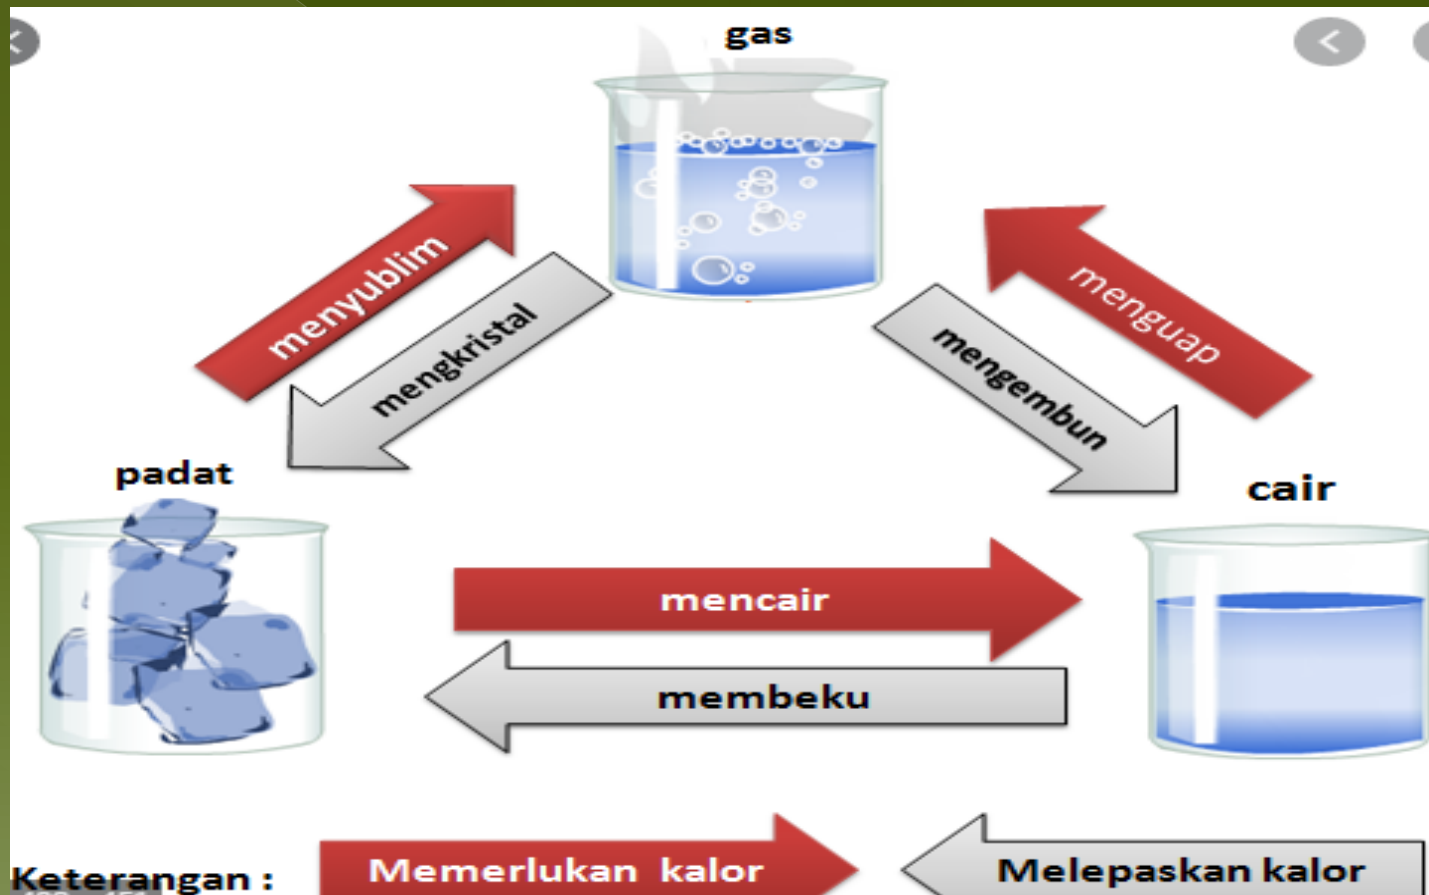 gas
menyublim
mengkristal
menguap
mengembun
padat
cair
mencair
membeku
Keterangan :
Memerlukan kalor
Melepaskan kalor